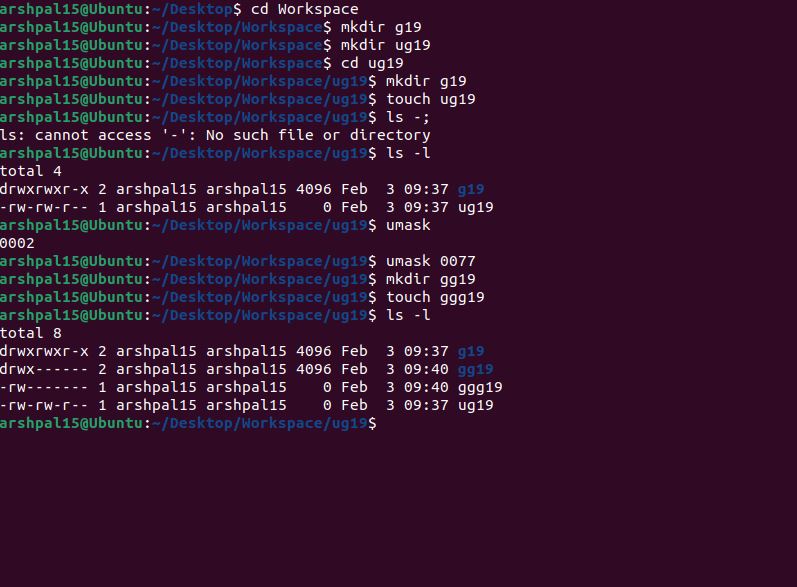 arshpal15@Ubuntu:~/Desktop$ cd Workspace
arshpal15@Ubuntu:~/Desktop/Workspace$ mkdir g19
arshpal15@Ubuntu:~/Desktop/Workspace$ mkdir ug19
arshpal15@Ubuntu:~/Desktop/Workspace$ cd ug19
arshpal15@Ubuntu:~/Desktop/Workspace/ug19$ mkdir g19
arshpal15@Ubuntu:~/Desktop/Workspace/ug19$ touch ug19
arshpal15@Ubuntu:~/Desktop/Workspace/ug19$ ls -;
ls: cannot access '-': No such file or directory
arshpal15@Ubuntu:~/Desktop/Workspace/ug19$ ls -l
total 4
drwxrwxr-x 2 arshpal15 arshpal15 4096 Feb  3 09:37 g19
-rw-rw-r-- 1 arshpal15 arshpal15    0 Feb  3 09:37 ug19
arshpal15@Ubuntu:~/Desktop/Workspace/ug19$ umask
0002
arshpal15@Ubuntu:~/Desktop/Workspace/ug19$ umask 0077
arshpal15@Ubuntu:~/Desktop/Workspace/ug19$ mkdir gg19
arshpal15@Ubuntu:~/Desktop/Workspace/ug19$ touch ggg19
arshpal15@Ubuntu:~/Desktop/Workspace/ug19$ ls -l
total 8
drwxrwxr-x 2 arshpal15 arshpal15 4096 Feb  3 09:37 g19
drwx------ 2 arshpal15 arshpal15 4096 Feb  3 09:40 gg19
-rw------- 1 arshpal15 arshpal15    0 Feb  3 09:40 ggg19
-rw-rw-r-- 1 arshpal15 arshpal15    0 Feb  3 09:37 ug19
arshpal15@Ubuntu:~/Desktop/Workspace/ug19$